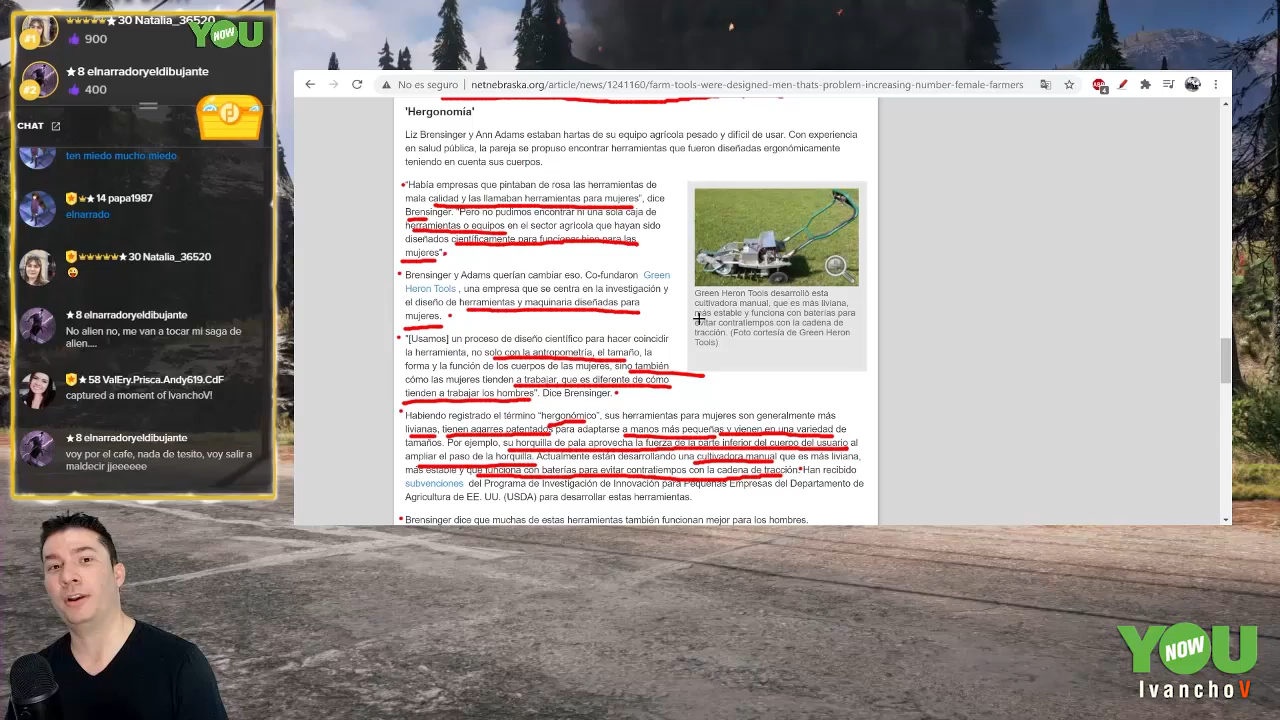 #1
★★★★★★30 Natalia_36520
900
YOU
NOW
#2
★8 elnarradoryeldibujante
400
CHAT
ten miedo mucho miedo
★14 papa1987
elnarrado
★★★★★★30 Natalia_36520
★8 elnarradoryeldibujante
No alien no, me van a tocar mi saga de
alien....
★58 ValEry.Prisca.Andy619.CdF
captured a moment of IvanchoV!
★8 elnarradoryeldibujante
voy por el cafe, nada de tesito, voy salir a
maldecir jjeeeeee
No es seguro
netnebraska.org/article/news/1241160/farm-tools-were-designed-men-thats-problem-increasing-number-female-farmers
4
'Hergonomía'
Liz Brensinger y Ann Adams estaban hartas de su equipo agrícola pesado y difícil de usar. Con experiencia
en salud pública, la pareja se propuso encontrar herramientas que fueron diseñadas ergonómicamente
teniendo en cuenta sus cuerpos.
"Había empresas que pintaban de rosa las herramientas de
mala calidad y las llamaban herramientas para mujeres", dice
Brensinger. "Pero no pudimos encontrar ni una sola caja de
herramientas o equipos en el sector agrícola que hayan sido
diseñados científicamente para funcionar bien para las
mujeres".
Brensinger y Adams querían cambiar eso. Co-fundaron Green
Heron Tools , una empresa que se centra en la investigación y
el diseño de herramientas y maquinaria diseñadas para
mujeres.
"[Usamos] un proceso de diseño científico para hacer coincidir
la herramienta, no solo con la antropometría, el tamaño, la
forma y la función de los cuerpos de las mujeres, sino también
cómo las mujeres tienden a trabajar, que es diferente de cómo
tienden a trabajar los hombres". Dice Brensinger.
Green Heron Tools desarrolló esta
cultivadora manual, que es más liviana,
más estable y funciona con baterías para
evitar contratiempos con la cadena de
tracción. (Foto cortesía de Green Heron
Tools)
Habiendo registrado el término "hergonómico", sus herramientas para mujeres son generalmente más
livianas, tienen agarres patentados para adaptarse a manos más pequeñas y vienen en una variedad de
tamaños. Por ejemplo, su horquilla de pala aprovecha la fuerza de la parte inferior del cuerpo del usuario al
ampliar el paso de la horquilla. Actualmente están desarrollando una cultivadora manual que es más liviana,
más estable y que funciona con baterías para evitar contratiempos con la cadena de tracción. Han recibido
subvenciones del Programa de Investigación de Innovación para Pequeñas Empresas del Departamento de
Agricultura de EE. UU. (USDA) para desarrollar estas herramientas.
Brensinger dice que muchas de estas herramientas también funcionan mejor para los hombres.
YOU
NOW
IvanchoV